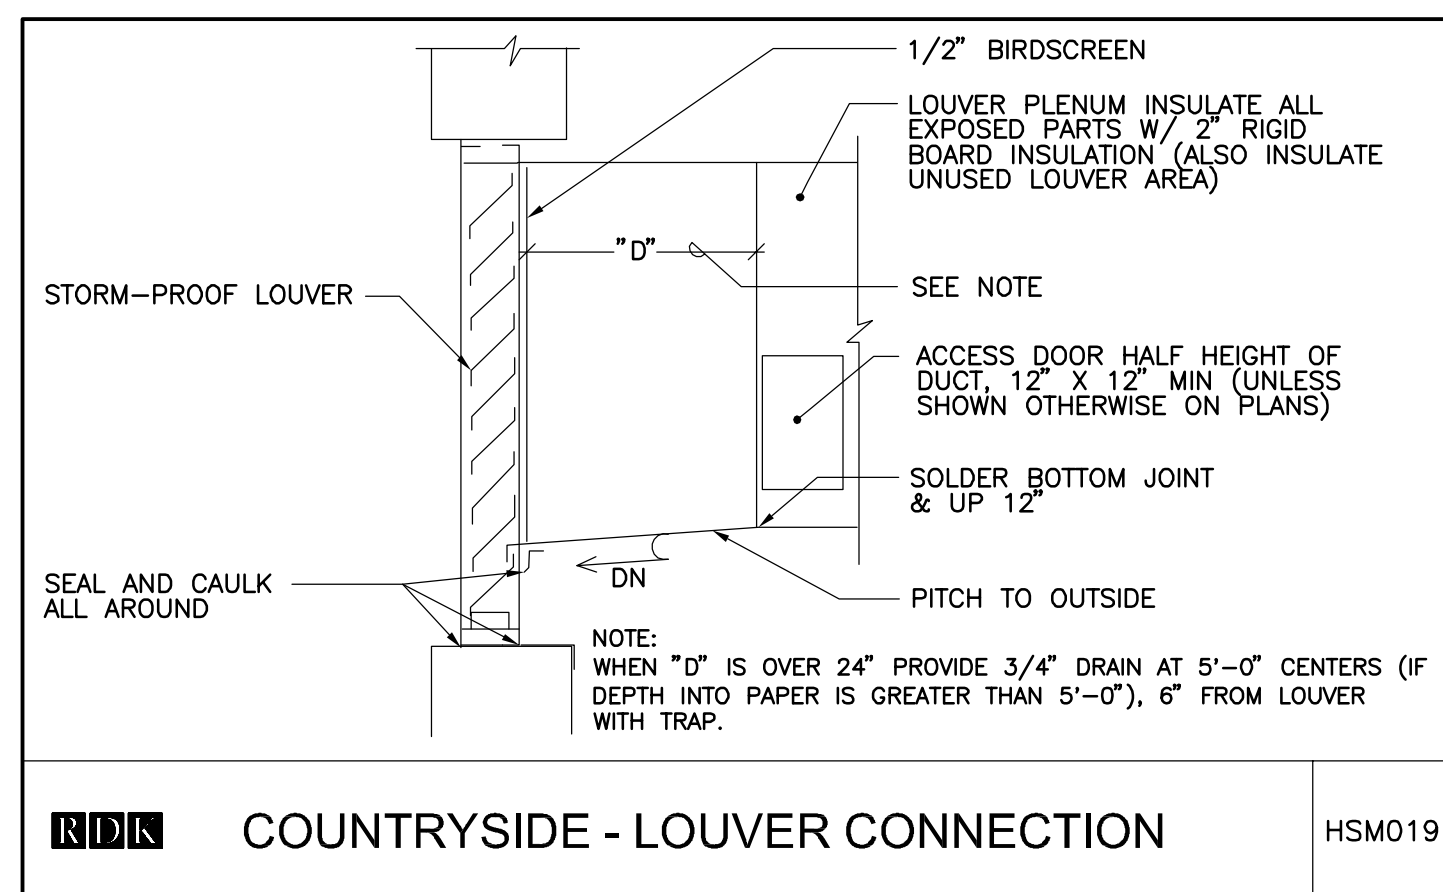 1/2" BIRDSCREEN
LOUVER PLENUM INSULATE ALL
EXPOSED PARTS W/ 2" RIGID
BOARD INSULATION (ALSO INSULATE
UNUSED LOUVER AREA)
"D"
STORM-PROOF LOUVER
SEE NOTE
ACCESS DOOR HALF HEIGHT OF
DUCT, 12" X 12" MIN (UNLESS
SHOWN OTHERWISE ON PLANS)
SOLDER BOTTOM JOINT
& UP 12"
DN
SEAL AND CAULK
ALL AROUND
PITCH TO OUTSIDE
NOTE:
WHEN "D" IS OVER 24" PROVIDE 3/4" DRAIN AT 5'-0" CENTERS (IF
DEPTH INTO PAPER IS GREATER THAN 5'-0"), 6" FROM LOUVER
WITH TRAP.
RDK
COUNTRYSIDE - LOUVER CONNECTION
HSM019